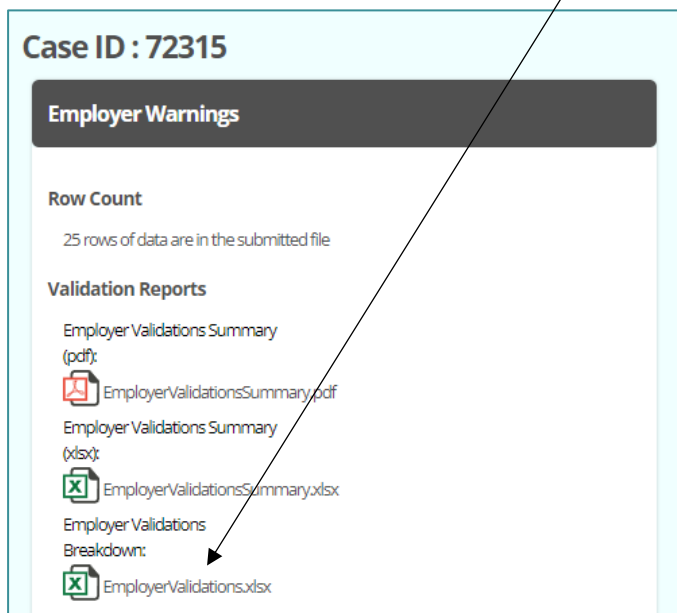 Case ID : 72315
Employer Warnings
Row Count
25 rows of data are in the submitted file
Validation Reports
Employer Validations Summary
(pdf):
EmployerValidationsSummary.pdf
Employer Validations Summary
(xlsx):
EmployerValidationsSummary.xlsx
Employer Validations
Breakdown:
EmployerValidations.xlsx